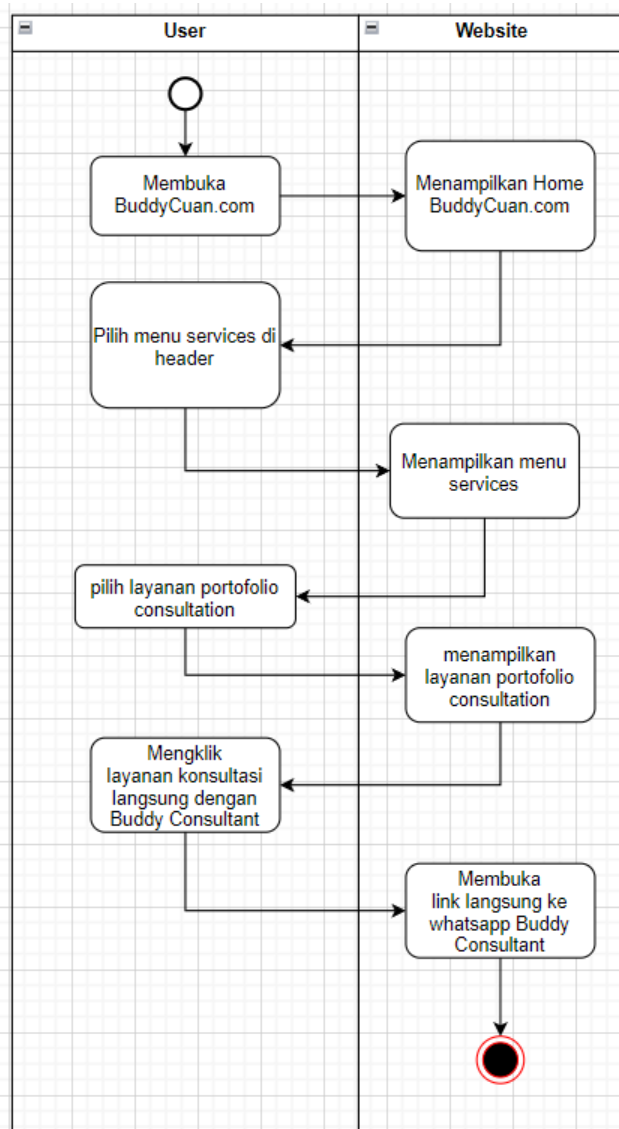 User
Website
Membuka
BuddyCuan.com
Menampilkan Home
BuddyCuan.com
Pilih menu services di
header
Menampilkan menu
services
pilih layanan portofolio
consultation
menampilkan
layanan portofolio
consultation
Mengklik
layanan konsultasi
langsung dengan
Buddy Consultant
Membuka
link langsung ke
whatsapp Buddy
Consultant